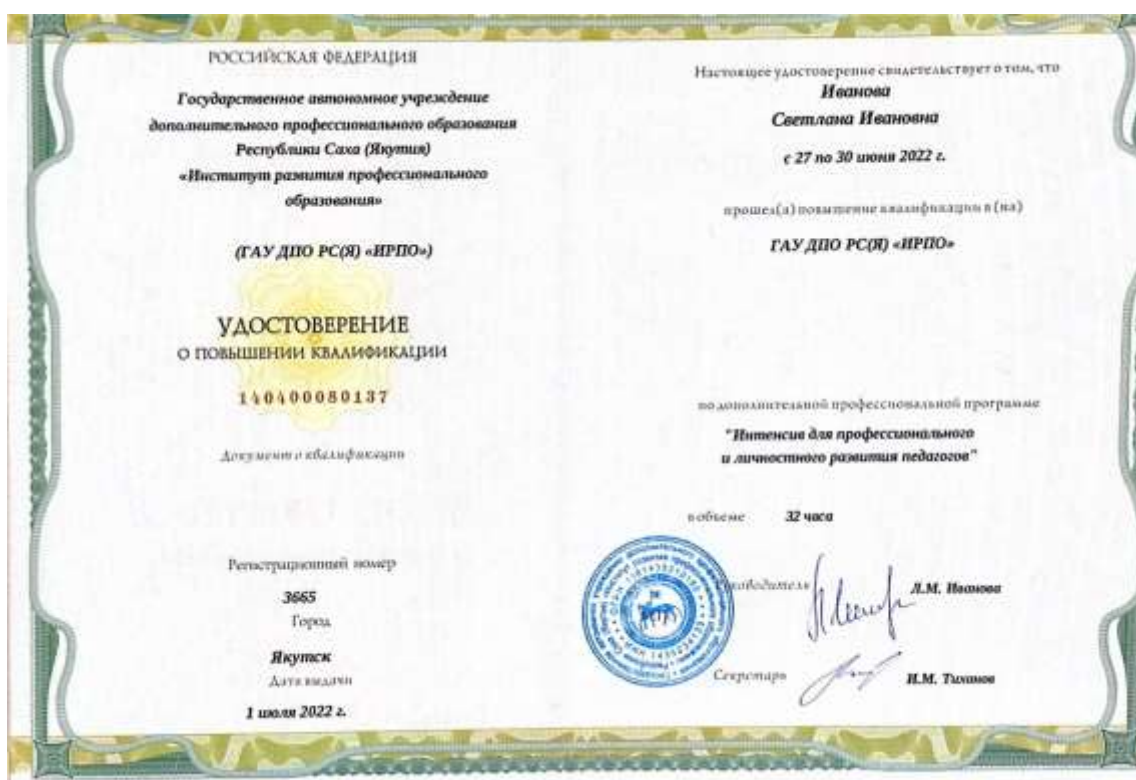 РОССИЙСКАЯ ФЕДЕРАЦИЯ
Государственное автономное учреждение
дополнительного профессионального образования
Республики Саха (Якутия)
«Институт развития профессионального
образования»
(ГАУ ДПО РС(Я) «ИРПО»)
УДОСТОВЕРЕНИЕ
О ПОВЫШЕНИИ КВАЛИФИКАЦИИ
140400080137
Документ о квалификации
Регистрационный номер
3665
Город
Якутск
Дата выдачи
1 июля 2022 г.
Настоящее удостоверение свидетельствует о том, что
Иванова
Светлана Ивановна
с 27 по 30 июня 2022 г.
прошел(а) повышение квалификации в (на)
ГАУ ДПО РС(Я) «ИРПО»
по дополнительной профессиональной программе
"Интенсив для профессионального
и личностного развития педагогов"
в объеме 32 часа
Руководитель Л.М. Иванова
Секретарь И.М. Тиханов